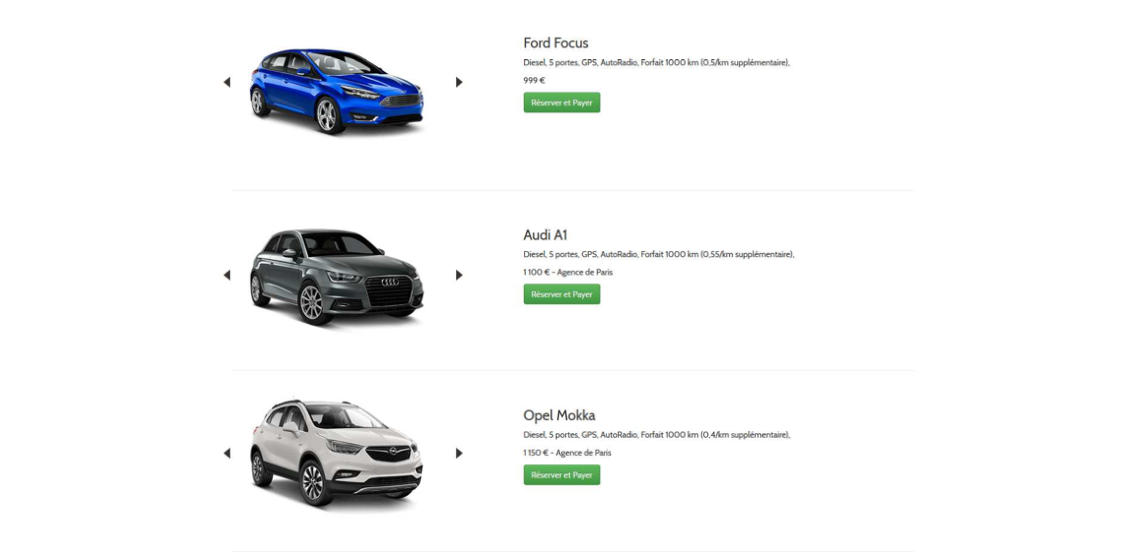 Ford Focus
Diesel, 5 portes, GPS, AutoRadio, Forfait 1000 km (0,5/km supplémentaire),
999 €
Réserver et Payer
Audi A1
Diesel, 5 portes, GPS, AutoRadio, Forfait 1000 km (0,55/km supplémentaire),
1 100 € - Agence de Paris
Réserver et Payer
Opel Mokka
Diesel, 5 portes, GPS, AutoRadio, Forfait 1000 km (0,4/km supplémentaire),
1 150 € - Agence de Paris
Réserver et Payer